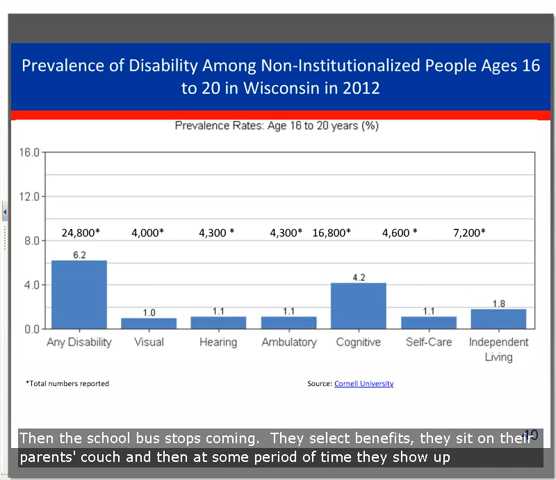 Prevalence of Disability Among Non-Institutionalized People Ages 16
to 20 in Wisconsin in 2012
Prevalence Rates: Age 16 to 20 years (%)
16.0
12.0
8.0
4.0
0.0
24,800* 4,000* 4,300 * 4,300* 16,800* 4,600 * 7,200*
6.2 1.0 1.1 1.1 4.2 1.1 1.8
Any Disability Visual Hearing Ambulatory Cognitive Self-Care Independent
Living
*Total numbers reported Source: Cornell University
10
Then the school bus stops coming. They select benefits, they sit on their
parents' couch and then at some period of time they show up